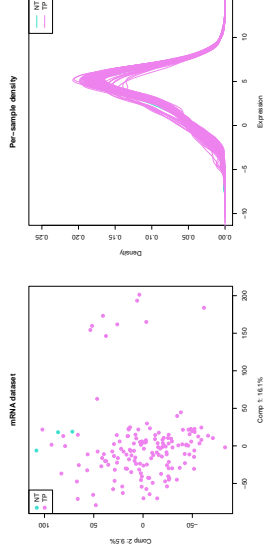 Per−sample density
NT
TP
Density
0.00
0.05
0.10
0.15
0.20
0.25
−10
−5
0
5
10
Expression
mRNA dataset
NT
TP
Comp 2: 9.5%
−50
0
50
100
−50
0
50
100
150
200
Comp 1: 16.1%